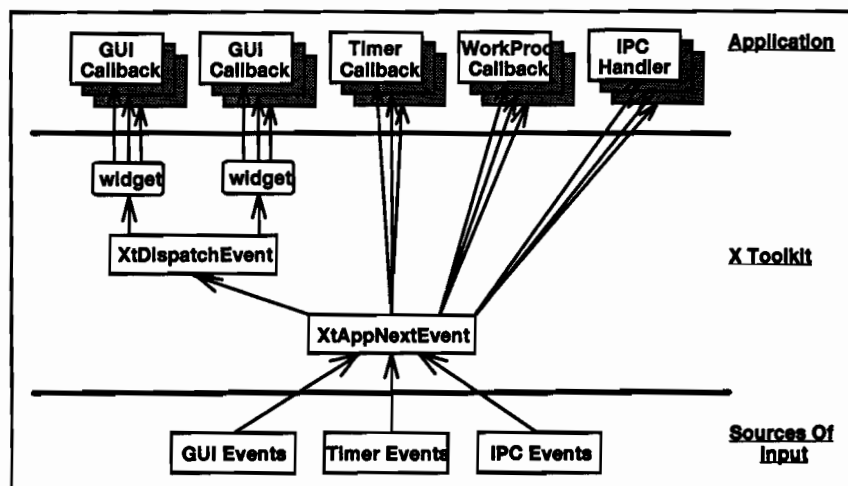 GUI
Callback
GUI
Callback
Timer
Callback
WorkProc
Callback
IPC
Handler
Application
widget
widget
XtDispatchEvent
X Toolkit
XtAppNextEvent
GUI Events
Timer Events
IPC Events
Sources Of
Input